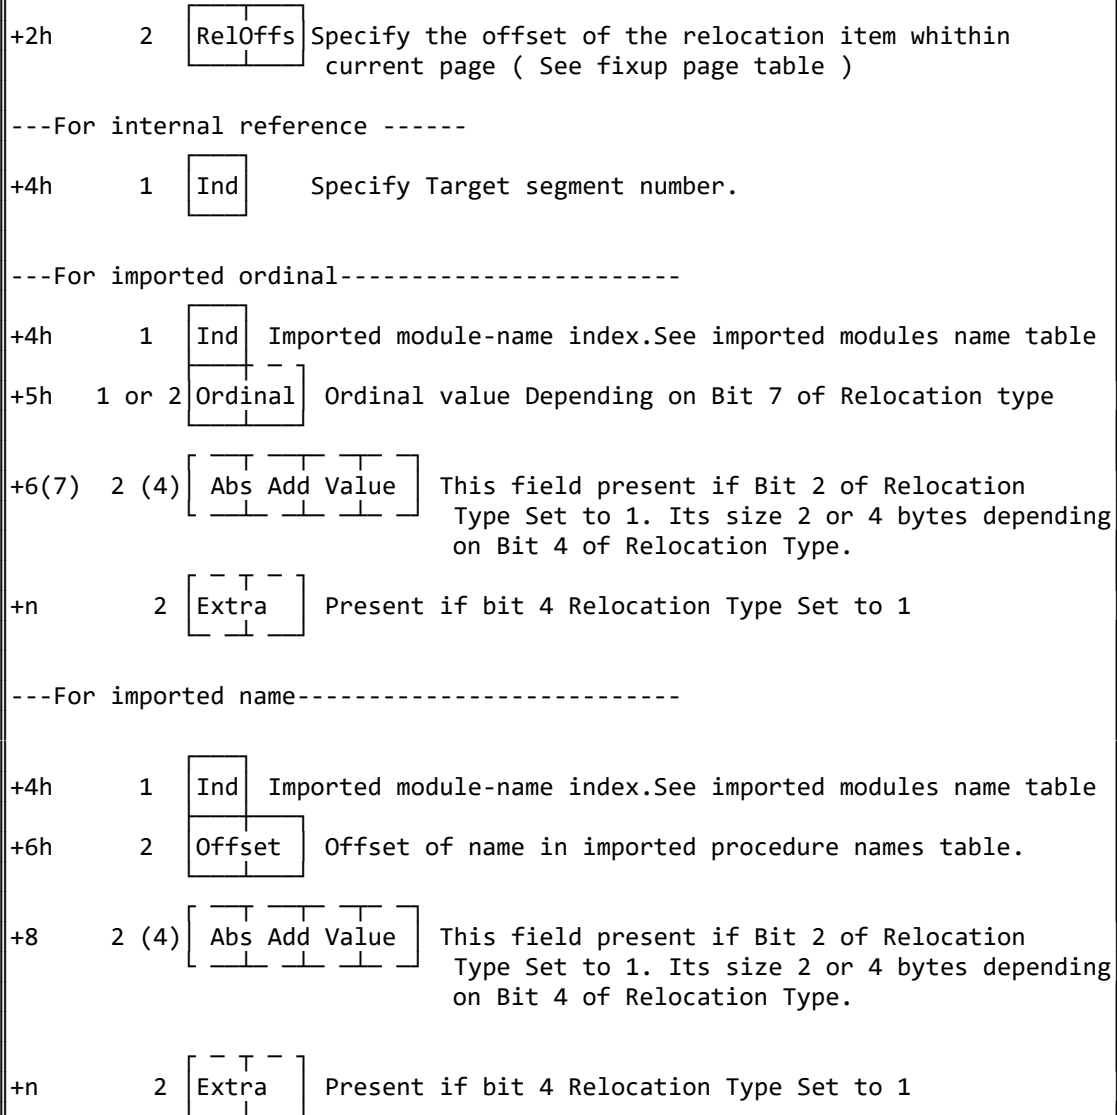 +2h 2 RelOffs Specify the offset of the relocation item whithin
current page ( See fixup page table )
---For internal reference ------
+4h 1 Ind Specify Target segment number.
---For imported ordinal------------------------
+4h 1 Ind Imported module-name index.See imported modules name table
+5h 1 or 2 Ordinal Ordinal value Depending on Bit 7 of Relocation type
+6(7) 2 (4) Abs Add Value This field present if Bit 2 of Relocation
Type Set to 1. Its size 2 or 4 bytes depending
on Bit 4 of Relocation Type.
+n 2 Extra Present if bit 4 Relocation Type Set to 1
---For imported name---------------------------
+4h 1 Ind Imported module-name index.See imported modules name table
+6h 2 Offset Offset of name in imported procedure names table.
+8 2 (4) Abs Add Value This field present if Bit 2 of Relocation
Type Set to 1. Its size 2 or 4 bytes depending
on Bit 4 of Relocation Type.
+n 2 Extra Present if bit 4 Relocation Type Set to 1